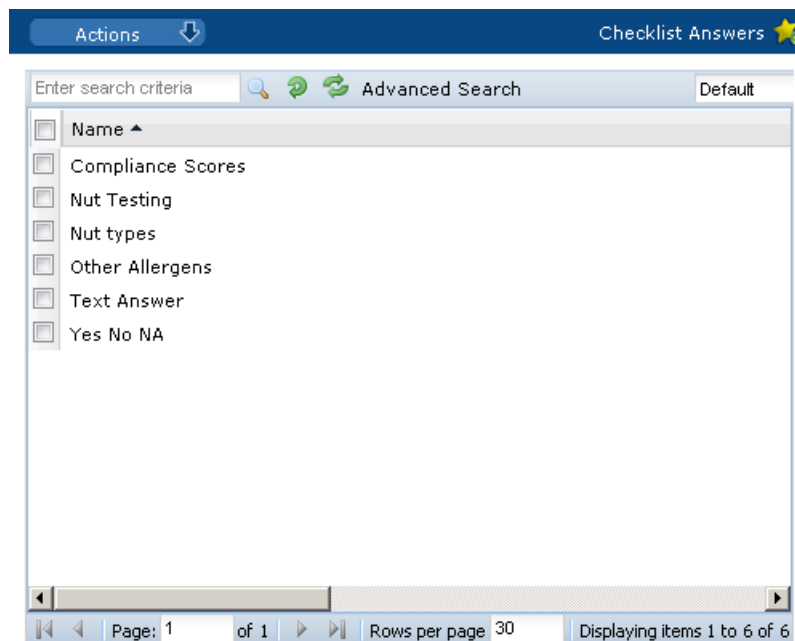 Actions Checklist Answers
Enter search criteria Advanced Search Default
Name
Compliance Scores
Nut Testing
Nut types
Other Allergens
Text Answer
Yes No NA
Page: 1 of 1 Rows per page 30 Displaying items 1 to 6 of 6